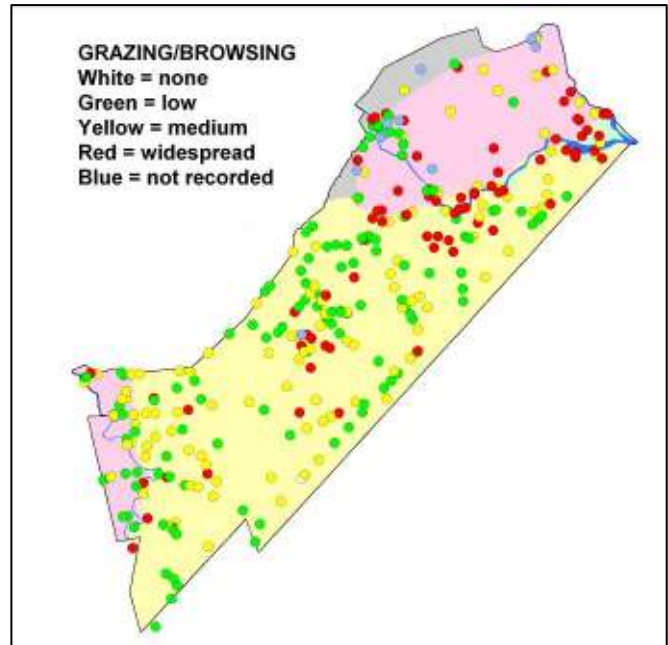 GRAZING/BROWSING
White = none
Green = low
Yellow = medium
Red = widespread
Blue = not recorded